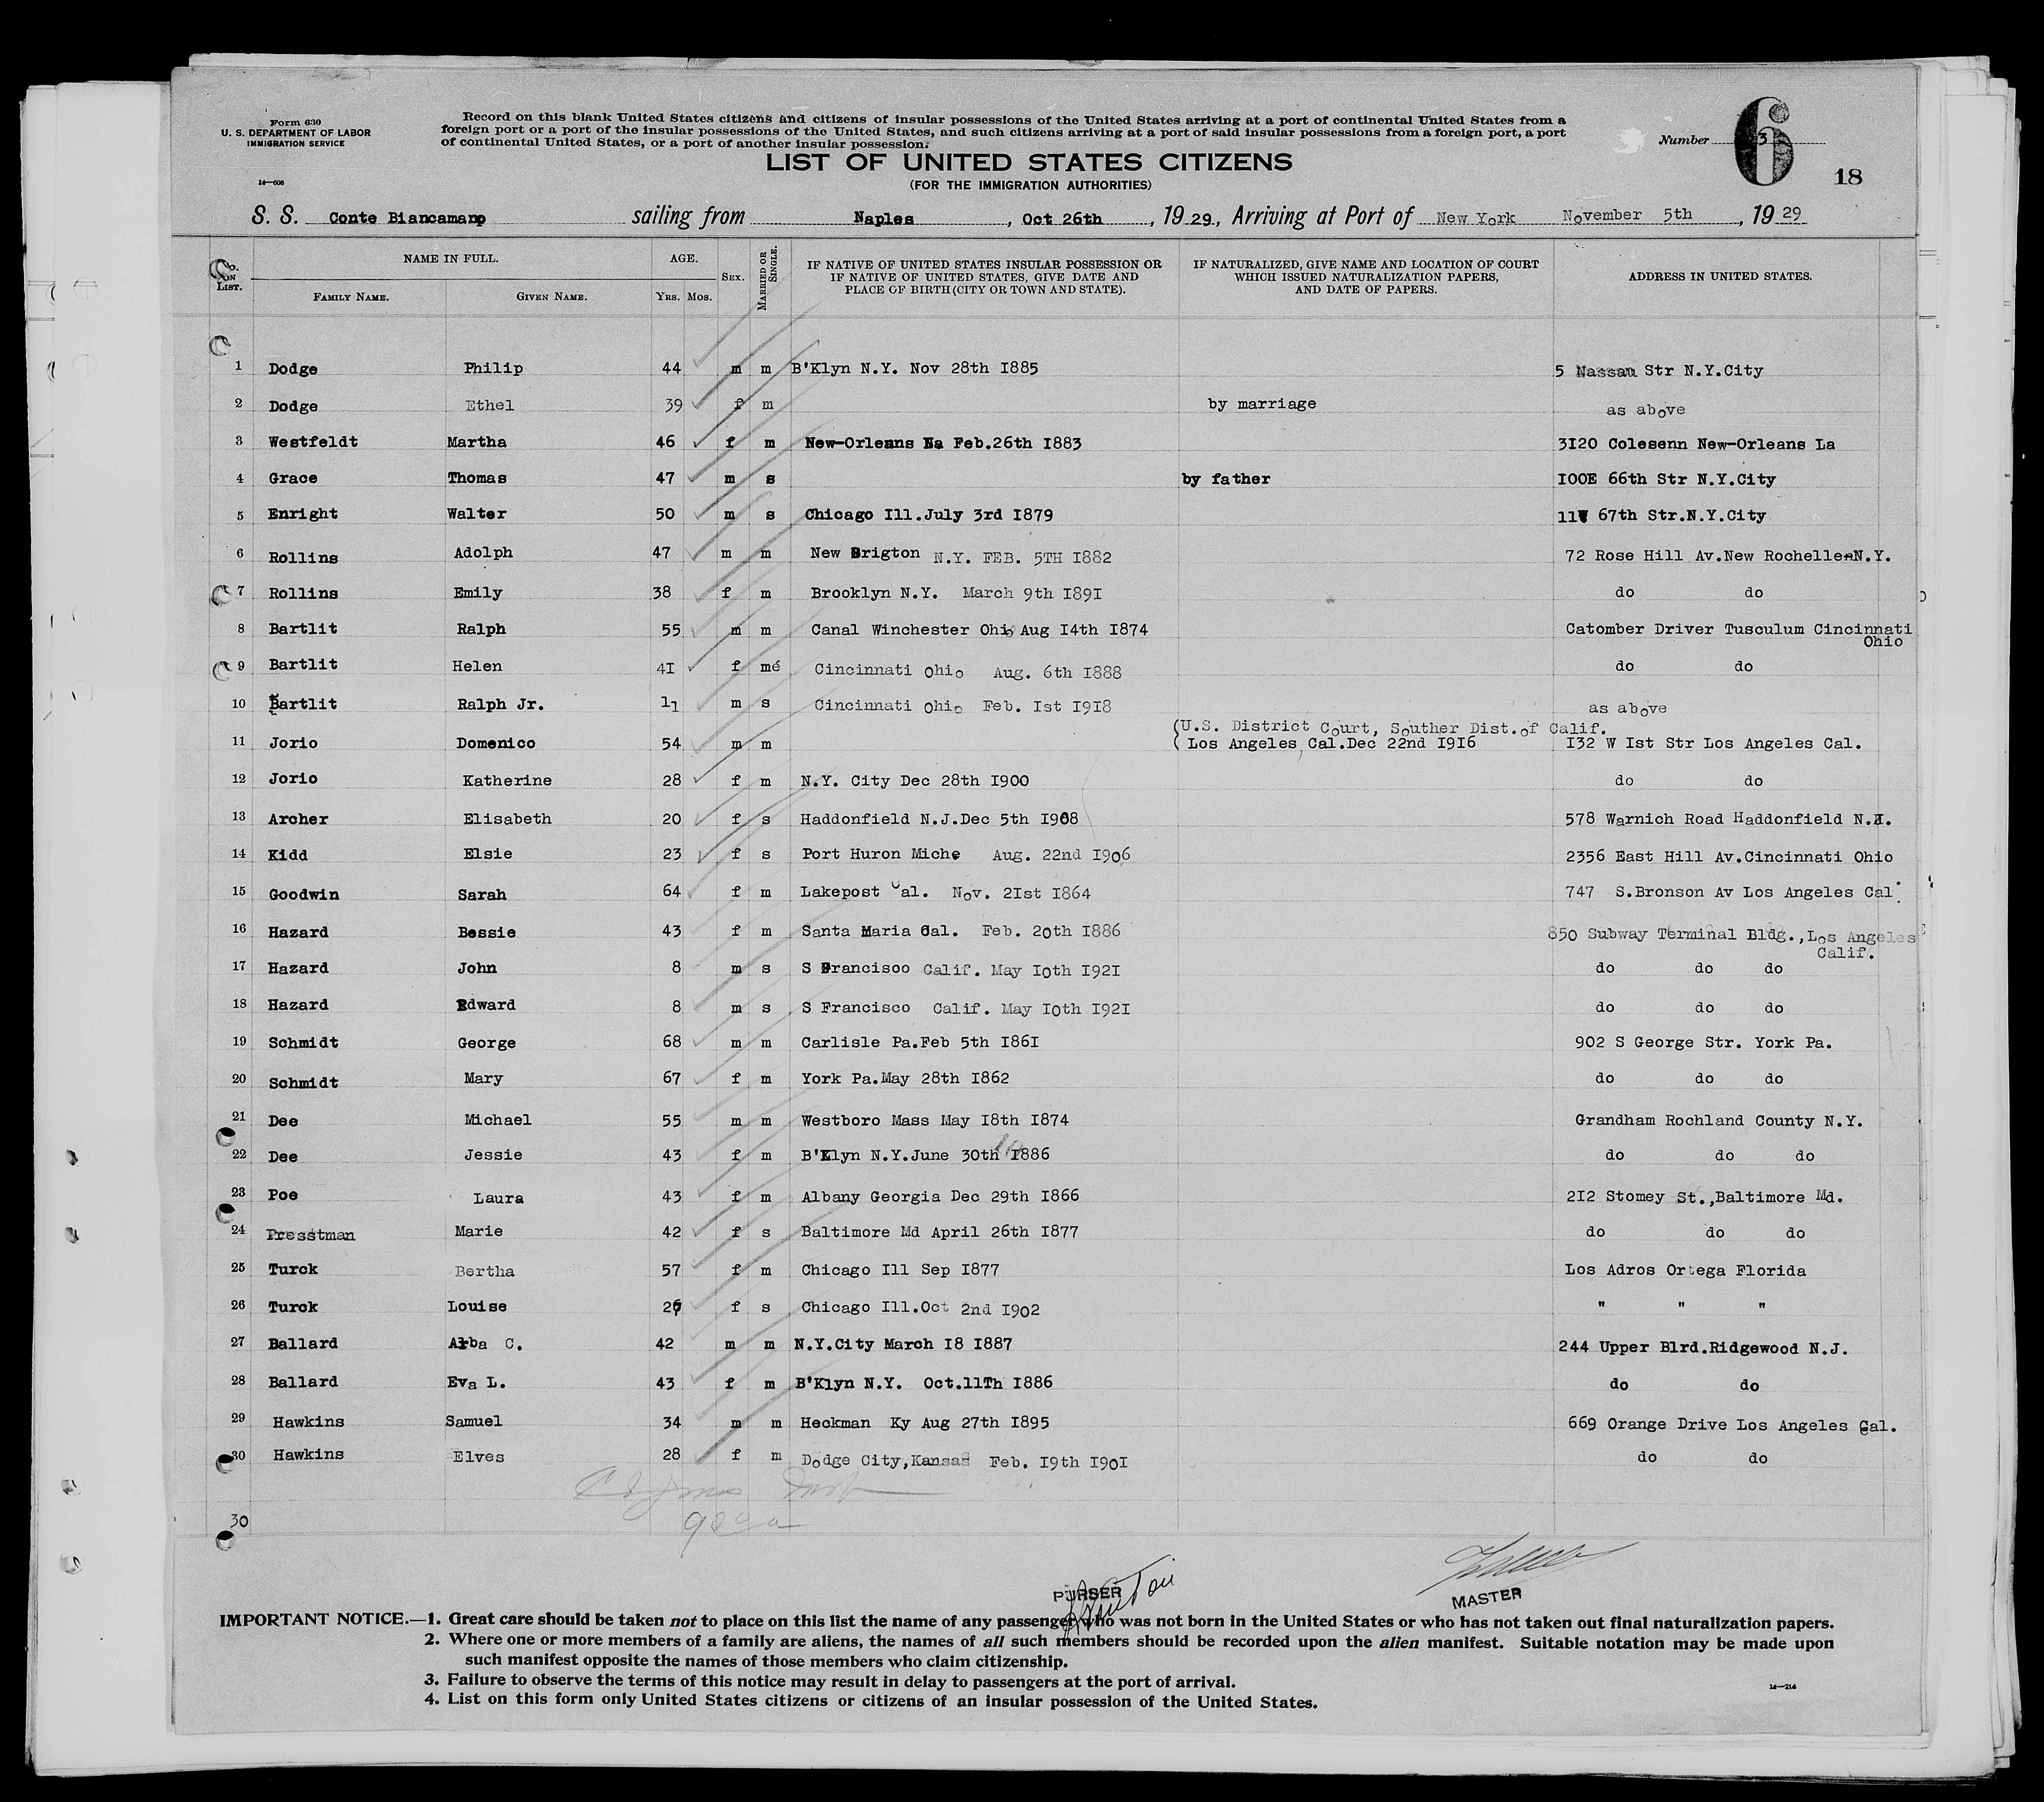 Form 630
U. S. DEPARTMENT OF LABOR
IMMIGRATION SERVICE
14—608
Record on this blank United States citizens and citizens of insular possessions of the United States arriving at a port of continental United States from a
foreign port or a port of the insular possessions of the United States, and such citizens arriving at a port of said insular possessions from a foreign port, a port
of continental United States, or a port of another insular possession.
LIST OF UNITED STATES CITIZENS
(FOR THE IMMIGRATION AUTHORITIES)
Number 3
6
18
S. S. Conte Biancamano sailing from Naples, Oct 26th, 1929, Arriving at Port of New York November 5th, 1929
No. ON LIST. NAME IN FULL. FAMILY NAME. GIVEN NAME. AGE. YRS. MOS. SEX. MARRIED OR SINGLE. IF NATIVE OF UNITED STATES INSULAR POSSESSION OR IF NATIVE OF UNITED STATES, GIVE DATE AND PLACE OF BIRTH (CITY OR TOWN AND STATE). IF NATURALIZED, GIVE NAME AND LOCATION OF COURT WHICH ISSUED NATURALIZATION PAPERS, AND DATE OF PAPERS. ADDRESS IN UNITED STATES.
1 Dodge Philip 44 m m B'Klyn N.Y. Nov 28th 1885 5 Nassau Str N.Y.City
2 Dodge Ethel 39 f m by marriage as above
3 Westfeldt Martha 46 f m New-Orleans Feb.26th 1883 3120 Colesenn New-Orleans La
4 Grace Thomas 47 m s by father 100E 66th Str N.Y.City
5 Enright Walter 50 m s Chicago Ill.July 3rd 1879 11W 67th Str.N.Y.City
6 Rollins Adolph 47 m m New Brigton N.Y. FEB. 5TH 1882 72 Rose Hill Av.New Rochelle N.Y.
7 Rollins Emily 38 f m Brooklyn N.Y. March 9th 1891 do do
8 Bartlit Ralph 55 m m Canal Winchester Ohio Aug 14th 1874 Catomber Driver Tusculum Cincinnati
Ohio
9 Bartlit Helen 41 f mé Cincinnati Ohio Aug. 6th 1888 do do
10 Bartlit Ralph Jr. 11 m s Cincinnati Ohio Feb. 1st 1918 as above
(U.S. District Court, Souther Dist.of Calif.
11 Jorio Domenico 54 m m ( Los Angeles Cal.Dec 22nd 1916 132 W 1st Str Los Angeles Cal.
12 Jorio Katherine 28 f m N.Y. City Dec 28th 1900 do do
13 Archer Elisabeth 20 f s Haddonfield N.J.Dec 5th 1908 578 Warnich Road Haddonfield N.J.
14 Kidd Elsie 23 f s Port Huron Miche Aug. 22nd 1906 2356 East Hill Av.Cincinnati Ohio
15 Goodwin Sarah 64 f m Lakepost Cal. Nov. 21st 1864 747 S.Bronson Av Los Angeles Cal.
16 Hazard Bessie 43 f m Santa Maria Cal. Feb. 20th 1886 850 Subway Terminal Bldg.,Los Angeles
Calif.
17 Hazard John 8 m s S Francisoo Calif. May 10th 1921 do do do
18 Hazard Edward 8 m s S Francisco Calif. May 10th 1921 do do do
19 Schmidt George 68 m m Carlisle Pa.Feb 5th 1861 902 S George Str. York Pa.
20 Schmidt Mary 67 f m York Pa.May 28th 1862 do do do
21 Dee Michael 55 m m Westboro Mass May 18th 1874 Grandham Rochland County N.Y.
22 Dee Jessie 43 f m B'Klyn N.Y.June 30th 1886 do do do
23 Poe Laura 43 f m Albany Georgia Dec 29th 1866 212 Stomey St.,Baltimore Md.
24 Presstman Marie 42 f s Baltimore Md April 26th 1877 do do do
25 Turck Bertha 57 f m Chicago Ill Sep 1877 Los Adros Ortega Florida
26 Turck Louise 26 f s Chicago Ill.Oct 2nd 1902 " " "
27 Ballard Arba C. 42 m m N.Y.City March 18 1887 244 Upper Blrd.Ridgewood N.J.
28 Ballard Eva L. 43 f m B'Klyn N.Y. Oct.11Th 1886 do do
29 Hawkins Samuel 34 m m Heckman Ky Aug 27th 1895 669 Orange Drive Los Angeles Cal.
30 Hawkins Elves 28 f m Dodge City,Kansas Feb. 19th 1901 do do
30
PURSER
MASTER
IMPORTANT NOTICE.—1. Great care should be taken not to place on this list the name of any passenger who was not born in the United States or who has not taken out final naturalization papers.
2. Where one or more members of a family are aliens, the names of all such members should be recorded upon the alien manifest. Suitable notation may be made upon
such manifest opposite the names of those members who claim citizenship.
3. Failure to observe the terms of this notice may result in delay to passengers at the port of arrival.
4. List on this form only United States citizens or citizens of an insular possession of the United States.
14—214